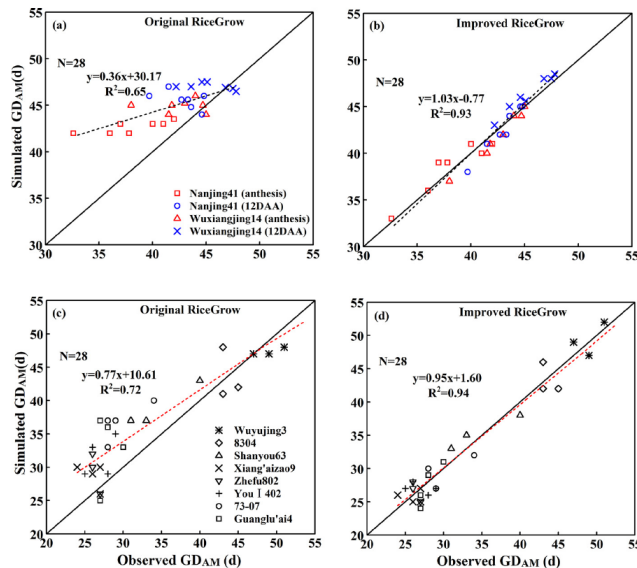 (a) Original RiceGrow
N=28
y=0.36x+30.17
R²=0.65
Nanjing41 (anthesis)
Nanjing41 (12DAA)
Wuxiangjing14 (anthesis)
Wuxiangjing14 (12DAA)
Simulated GD_AM(d)
55
50
45
40
35
30
30 35 40 45 50 55
(b) Improved RiceGrow
N=28
y=1.03x-0.77
R²=0.93
55
50
45
40
35
30
30 35 40 45 50 55
(c) Original RiceGrow
N=28
y=0.77x+10.61
R²=0.72
Wuyujing3
8304
Shanyou63
Xiang'aizao9
Zhefu802
You I 402
73-07
Guanglu'ai4
Simulated GD_AM(d)
55
50
45
40
35
30
25
20
20 25 30 35 40 45 50 55
Observed GD_AM (d)
(d) Improved RiceGrow
N=28
y=0.95x+1.60
R²=0.94
55
50
45
40
35
30
25
20
20 25 30 35 40 45 50 55
Observed GD_AM (d)